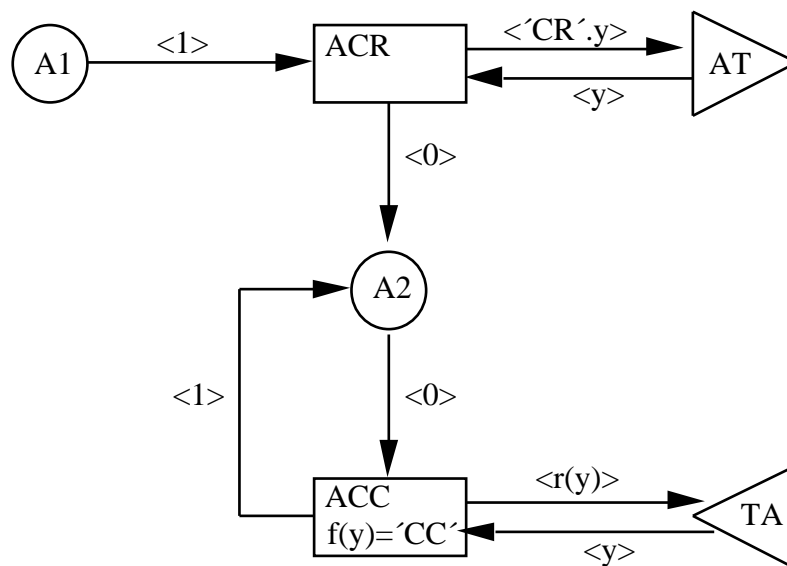 <1>
<´CR´.y>
A1
ACR
AT
<y>
<0>
A2
<1>
<0>
ACC
<r(y)>
f(y)=´CC´
TA
<y>